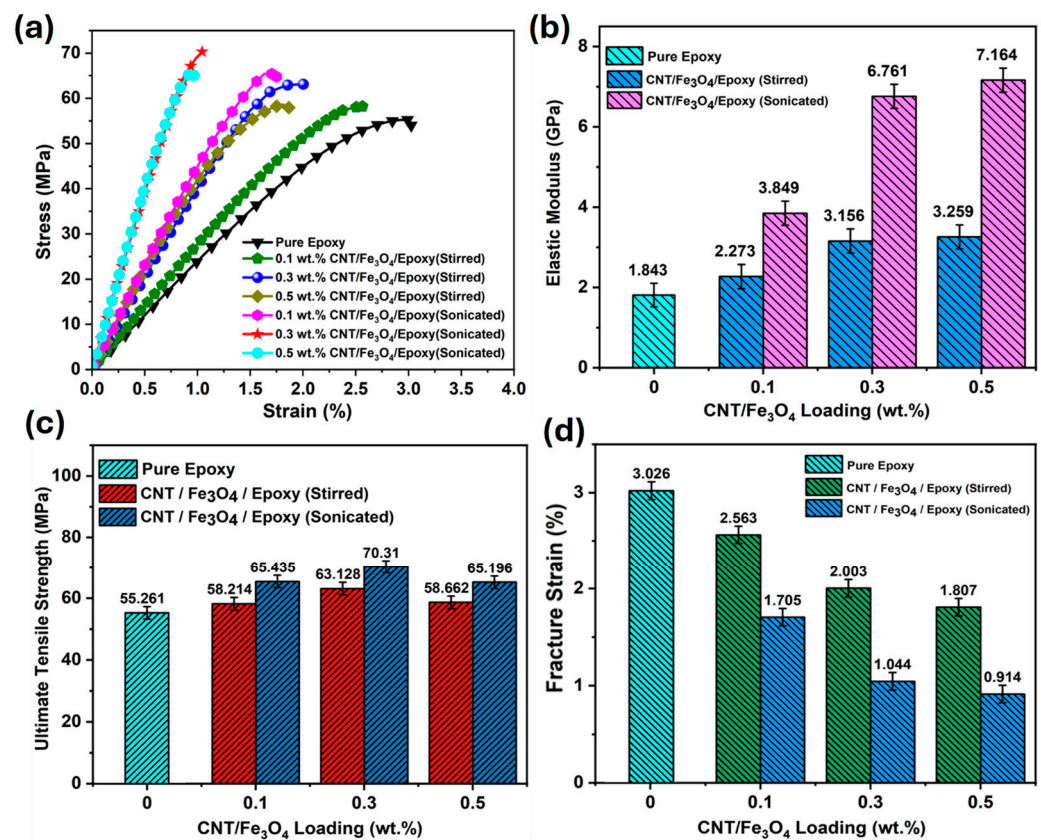 (a)
Stress (MPa)
70
60
50
40
30
20
10
0
0.0 0.5 1.0 1.5 2.0 2.5 3.0 3.5 4.0
Strain (%)
Pure Epoxy
0.1 wt.% CNT/Fe₃O₄/Epoxy(Stirred)
0.3 wt.% CNT/Fe₃O₄/Epoxy(Stirred)
0.5 wt.% CNT/Fe₃O₄/Epoxy(Stirred)
0.1 wt.% CNT/Fe₃O₄/Epoxy(Sonicated)
0.3 wt.% CNT/Fe₃O₄/Epoxy(Sonicated)
0.5 wt.% CNT/Fe₃O₄/Epoxy(Sonicated)
(b)
Elastic Modulus (GPa)
8
6
4
2
0
Pure Epoxy
CNT/Fe₃O₄/Epoxy (Stirred)
CNT/Fe₃O₄/Epoxy (Sonicated)
1.843
2.273
3.849
3.156
6.761
3.259
7.164
0 0.1 0.3 0.5
CNT/Fe₃O₄ Loading (wt.%)
(c)
Ultimate Tensile Strength (MPa)
100
80
60
40
20
0
Pure Epoxy
CNT / Fe₃O₄ / Epoxy (Stirred)
CNT / Fe₃O₄ / Epoxy (Sonicated)
55.261
58.214
65.435
63.128
70.31
58.662
65.196
0 0.1 0.3 0.5
CNT/Fe₃O₄ Loading (wt.%)
(d)
Fracture Strain (%)
3
2
1
0
Pure Epoxy
CNT / Fe₃O₄ / Epoxy (Stirred)
CNT / Fe₃O₄ / Epoxy (Sonicated)
3.026
2.563
1.705
2.003
1.044
1.807
0.914
0 0.1 0.3 0.5
CNT/Fe₃O₄ Loading (wt.%)